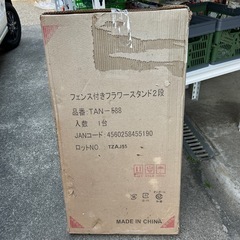 フェンス付きフラワースタンド2段
品番：TAN-568
入数：1台
JANコード：4560258455190
ロットNO
MADE IN CHINA